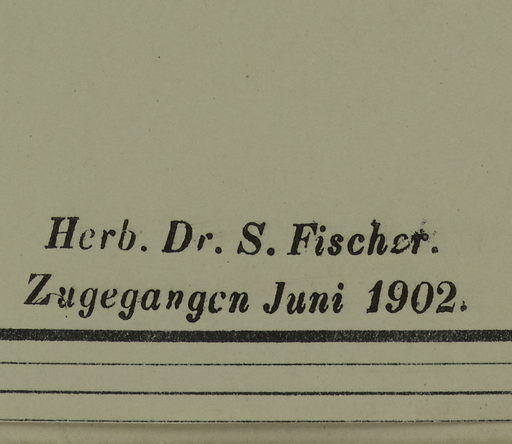 Herb. Dr. S. Fischer.
Zugegangen Juni 1902.